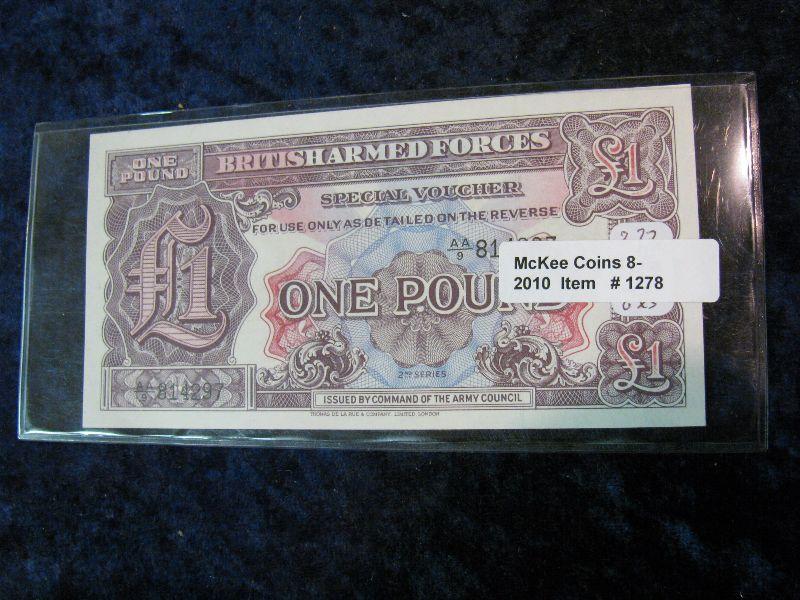 ONE POUND
BRITISH ARMED FORCES
£1
SPECIAL VOUCHER
FOR USE ONLY AS DETAILED ON THE REVERSE
AA/9 81
£1
McKee Coins 8-
2010 Item # 1278
ONE POUN
£1
2ND SERIES
AA/9 814297
ISSUED BY COMMAND OF THE ARMY COUNCIL
THOMAS DE LA RUE & COMPANY, LIMITED, LONDON